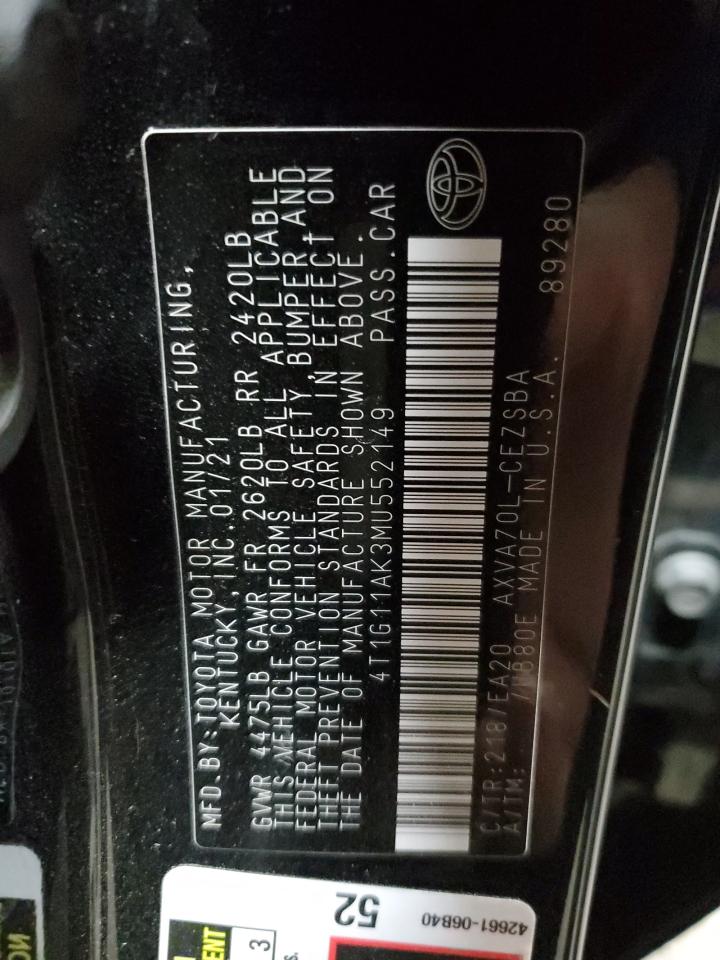 MFD.BY:TOYOTA MOTOR MANUFACTURING,
KENTUCKY,INC.01/21
GVWR 4475LB GAWR FR 2620LB RR 2420LB
THIS VEHICLE CONFORMS TO ALL APPLICABLE
FEDERAL MOTOR VEHICLE SAFETY, BUMPER AND
THEFT PREVENTION STANDARDS IN EFFECT ON
THE DATE OF MANUFACTURE SHOWN ABOVE.
4T1G11AK3MU552149 PASS.CAR
C/TR:218/EA20 AXVA70L-CEZSBA
A/TM: /UB80E MADE IN U.S.A. 89280
52
42661-06B40
3